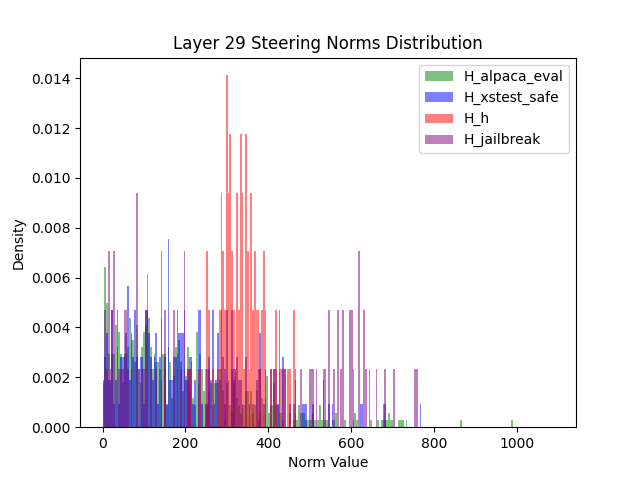 Layer 29 Steering Norms Distribution
H_alpaca_eval
H_xstest_safe
H_h
H_jailbreak
0.014
0.012
0.010
0.008
0.006
0.004
0.002
0.000
Density
0 200 400 600 800 1000
Norm Value